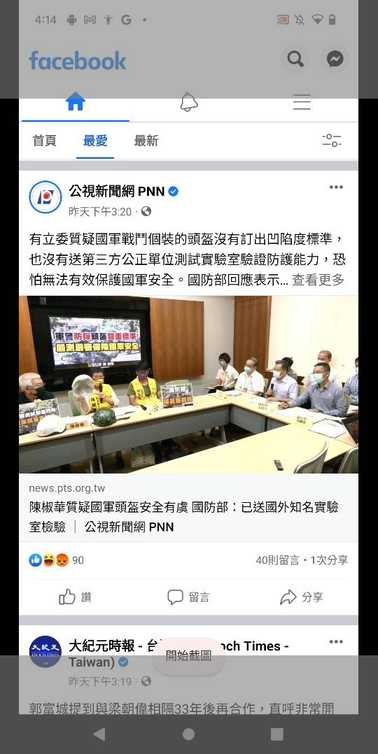 4:14
facebook
首頁 最愛 最新
公視新聞網 PNN
昨天下午3:20
有立委質疑國軍戰鬥個裝的頭盔沒有訂出凹陷度標準，
也沒有送第三方公正單位測試實驗室驗證防護能力，恐
怕無法有效保護國軍安全。國防部回應表示... 查看更多
news.pts.org.tw
陳椒華質疑國軍頭盔安全有虞 國防部：已送國外知名實驗
室檢驗 ｜ 公視新聞網 PNN
90
40則留言・1次分享
讚 留言 分享
大紀元時報 - 台 och Times -
Taiwan)
開始截圖
昨天下午3:19
郭富城提到與梁朝偉相隔33年後再合作，直呼非常開